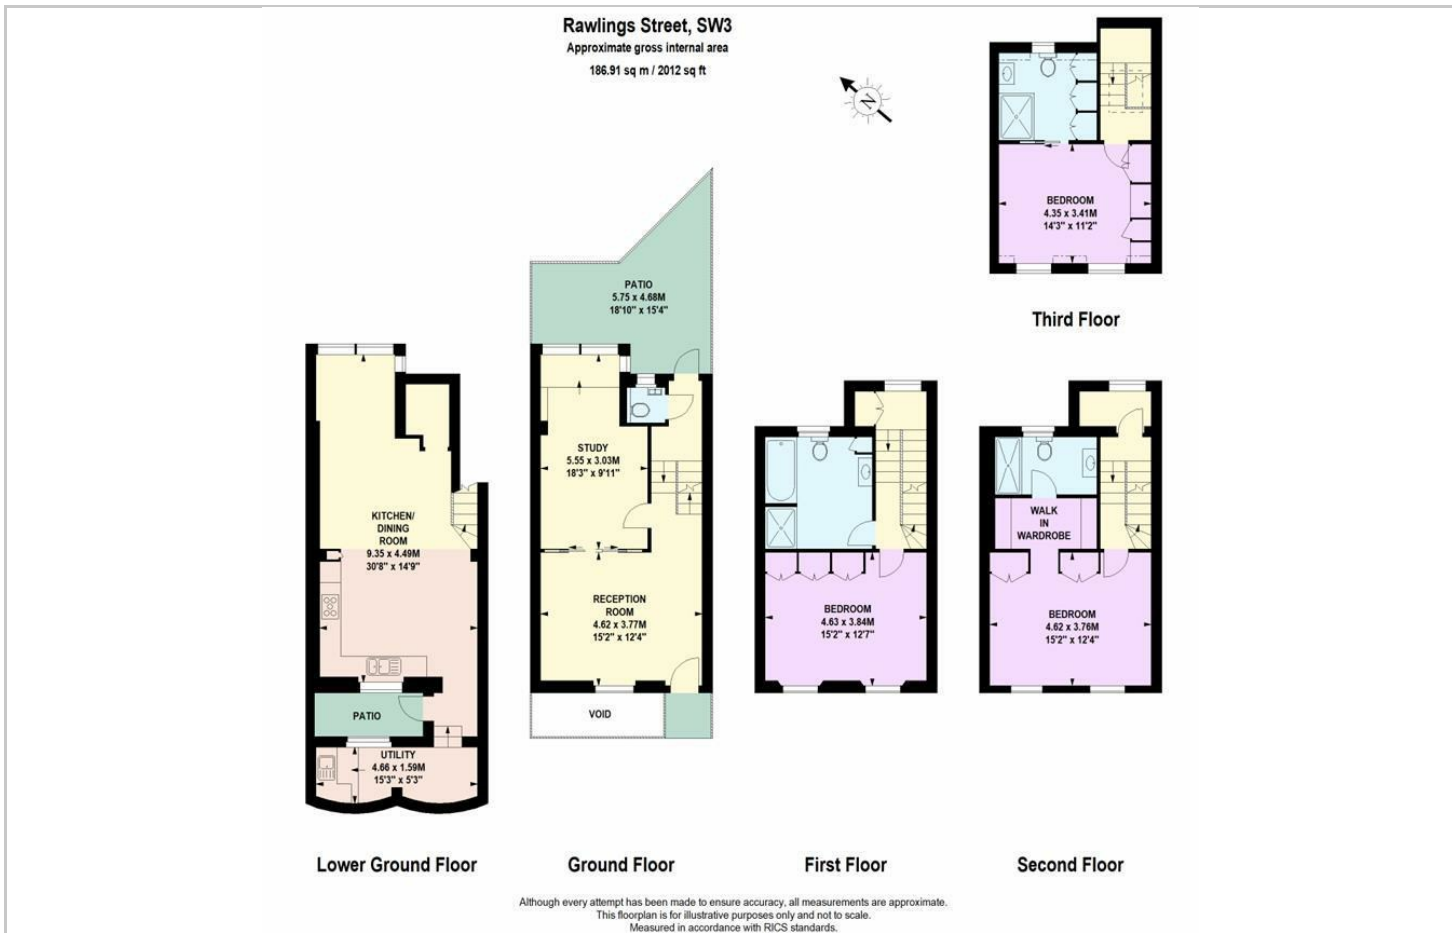 Rawlings Street, SW3
Approximate gross internal area
186.91 sq m / 2012 sq ft
N
BEDROOM
4.35 x 3.41M
14'3" x 11'2"
Third Floor
PATIO
5.75 x 4.68M
18'10" x 15'4"
KITCHEN/
DINING
ROOM
9.35 x 4.49M
30'8" x 14'9"
PATIO
UTILITY
4.66 x 1.59M
15'3" x 5'3"
Lower Ground Floor
STUDY
5.55 x 3.03M
18'3" x 9'11"
RECEPTION
ROOM
4.62 x 3.77M
15'2" x 12'4"
VOID
Ground Floor
BEDROOM
4.63 x 3.84M
15'2" x 12'7"
First Floor
WALK
IN
WARDROBE
BEDROOM
4.62 x 3.76M
15'2" x 12'4"
Second Floor
Although every attempt has been made to ensure accuracy, all measurements are approximate.
This floorplan is for illustrative purposes only and not to scale.
Measured in accordance with RICS standards.